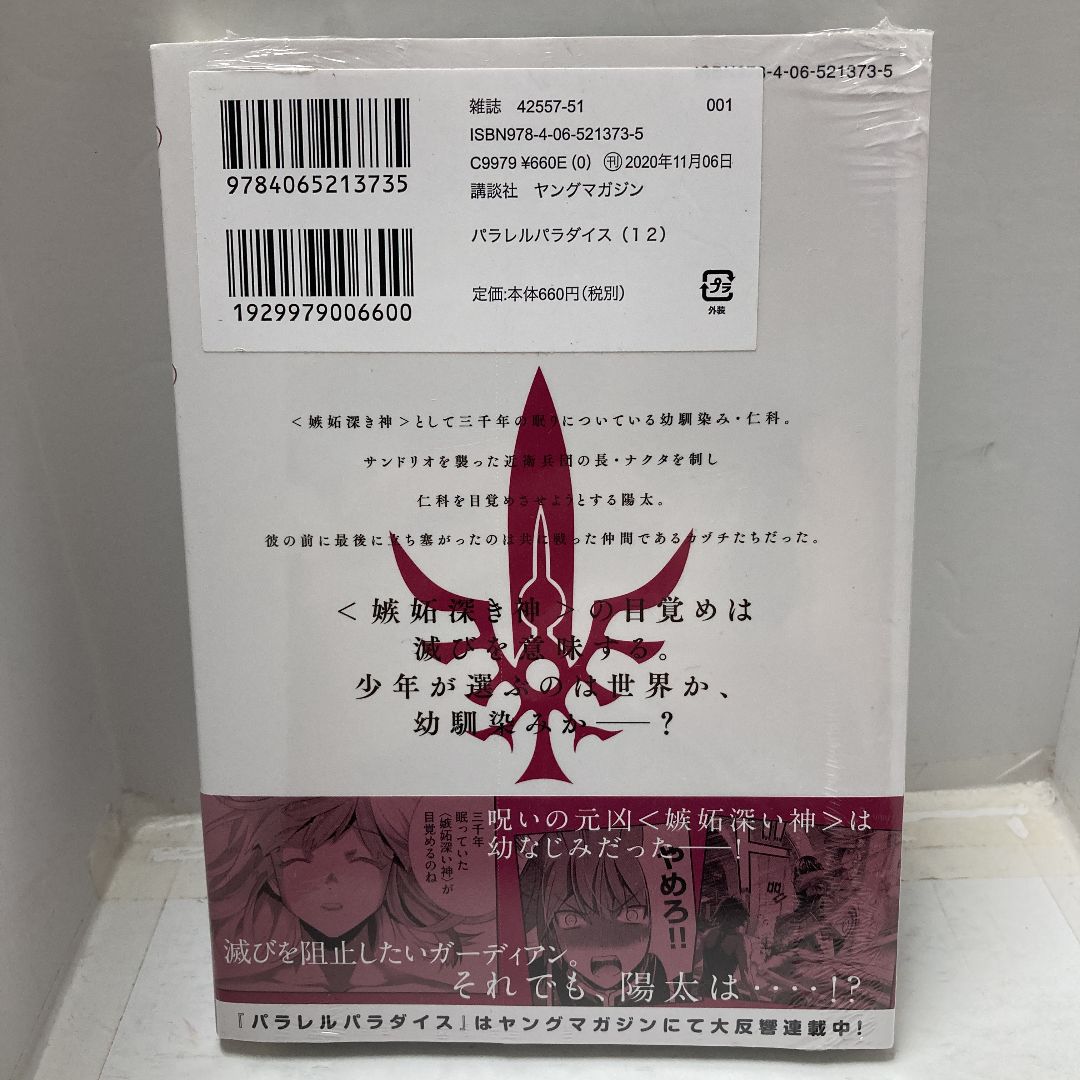 ISBN978-4-06-521373-5
雑誌 42557-51 001
ISBN978-4-06-521373-5
C9979 ¥660E (0) 刊 2020年11月06日
講談社 ヤングマガジン
9784065213735
パラレルパラダイス（12）
定価:本体660円(税別)
プラ
外装
1929979006600
＜嫉妬深き神＞として三千年の眠りについている幼馴染み・仁科。
サンドリオを襲った近衛兵団の長・ナクタを制し
仁科を目覚めさせようとする陽太。
彼の前に最後に立ち塞がったのは共に戦った仲間であるカヅチたちだった。
＜嫉妬深き神＞の目覚めは
滅びを意味する。
少年が選ぶのは世界か、
幼馴染みか――？
呪いの元凶＜嫉妬深い神＞は
幼なじみだった――！
三千年
眠っていた
〈嫉妬深い神〉が
目覚めるのね
やめろ!!
滅びを阻止したいガーディアン。
それでも、陽太は‥‥!?
『パラレルパラダイス』はヤングマガジンにて大反響連載中！